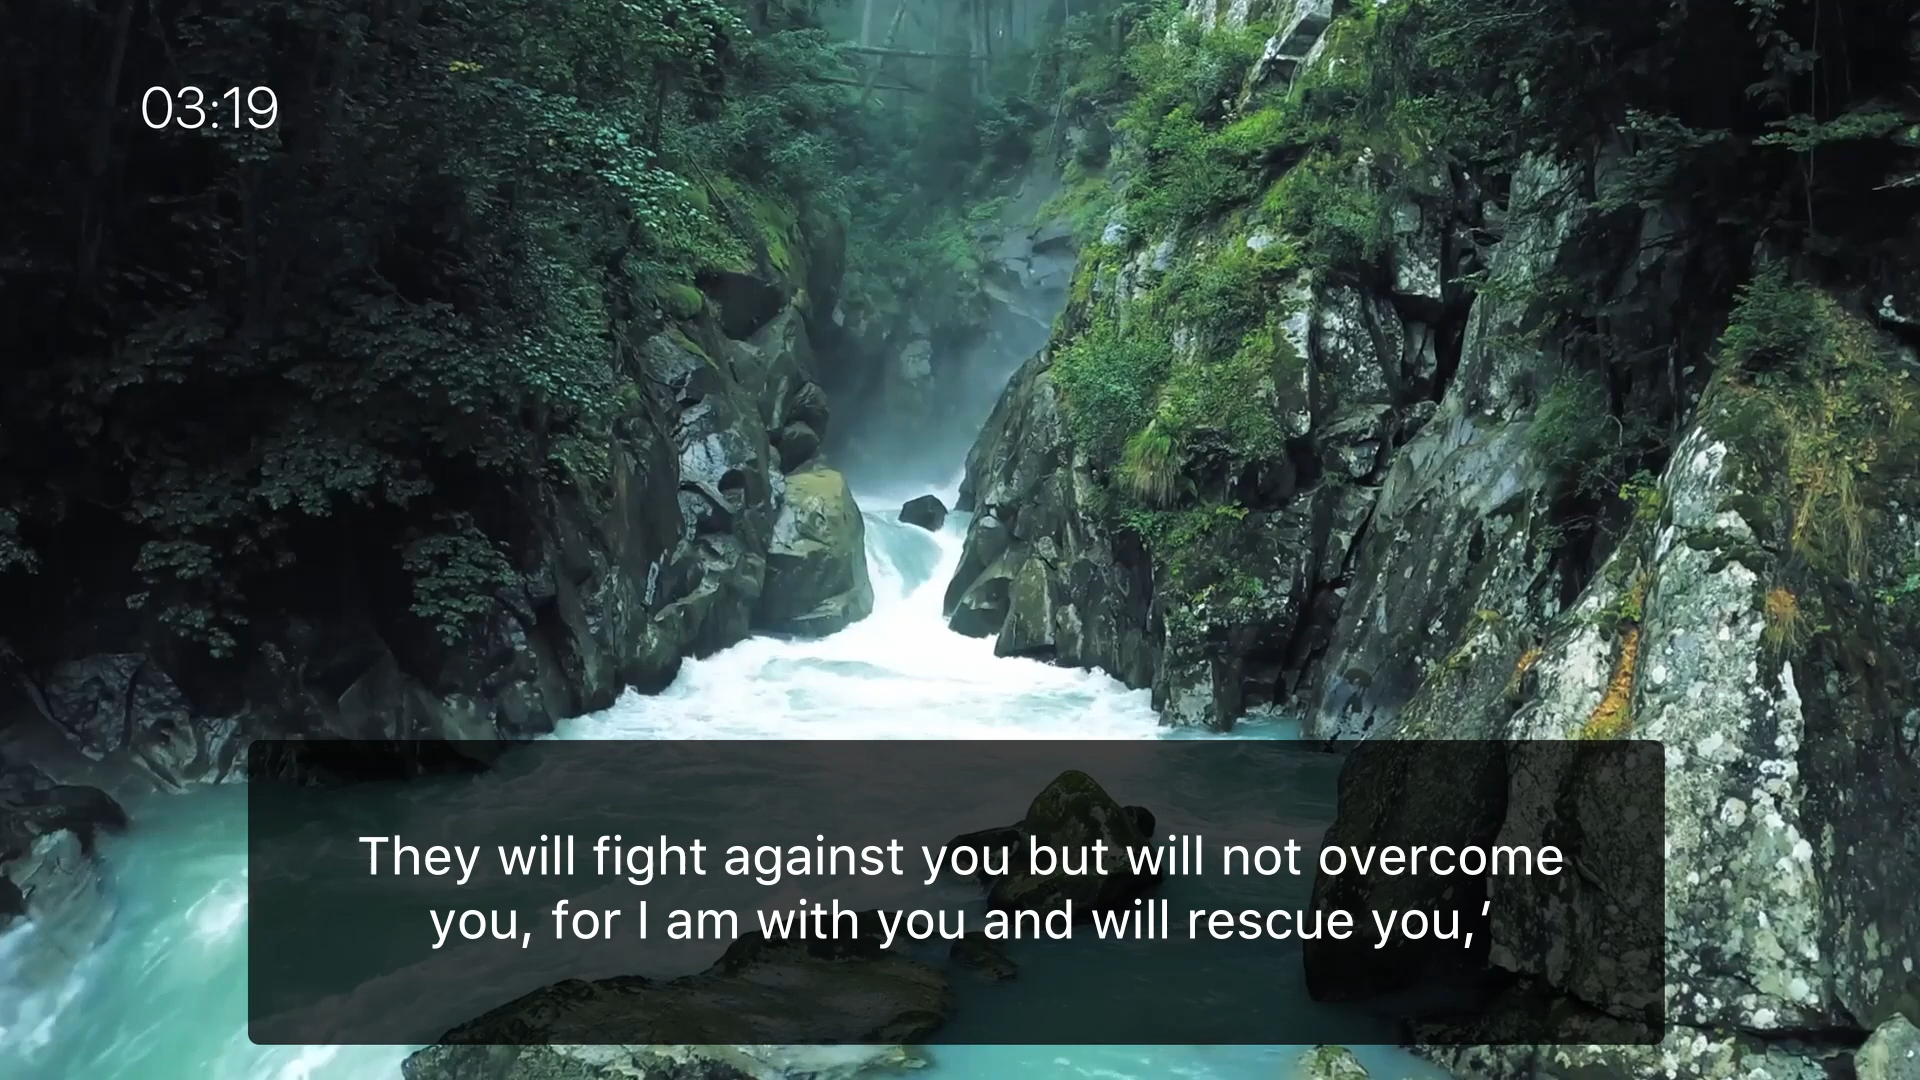 03:19
They will fight against you but will not overcome
you, for I am with you and will rescue you,’